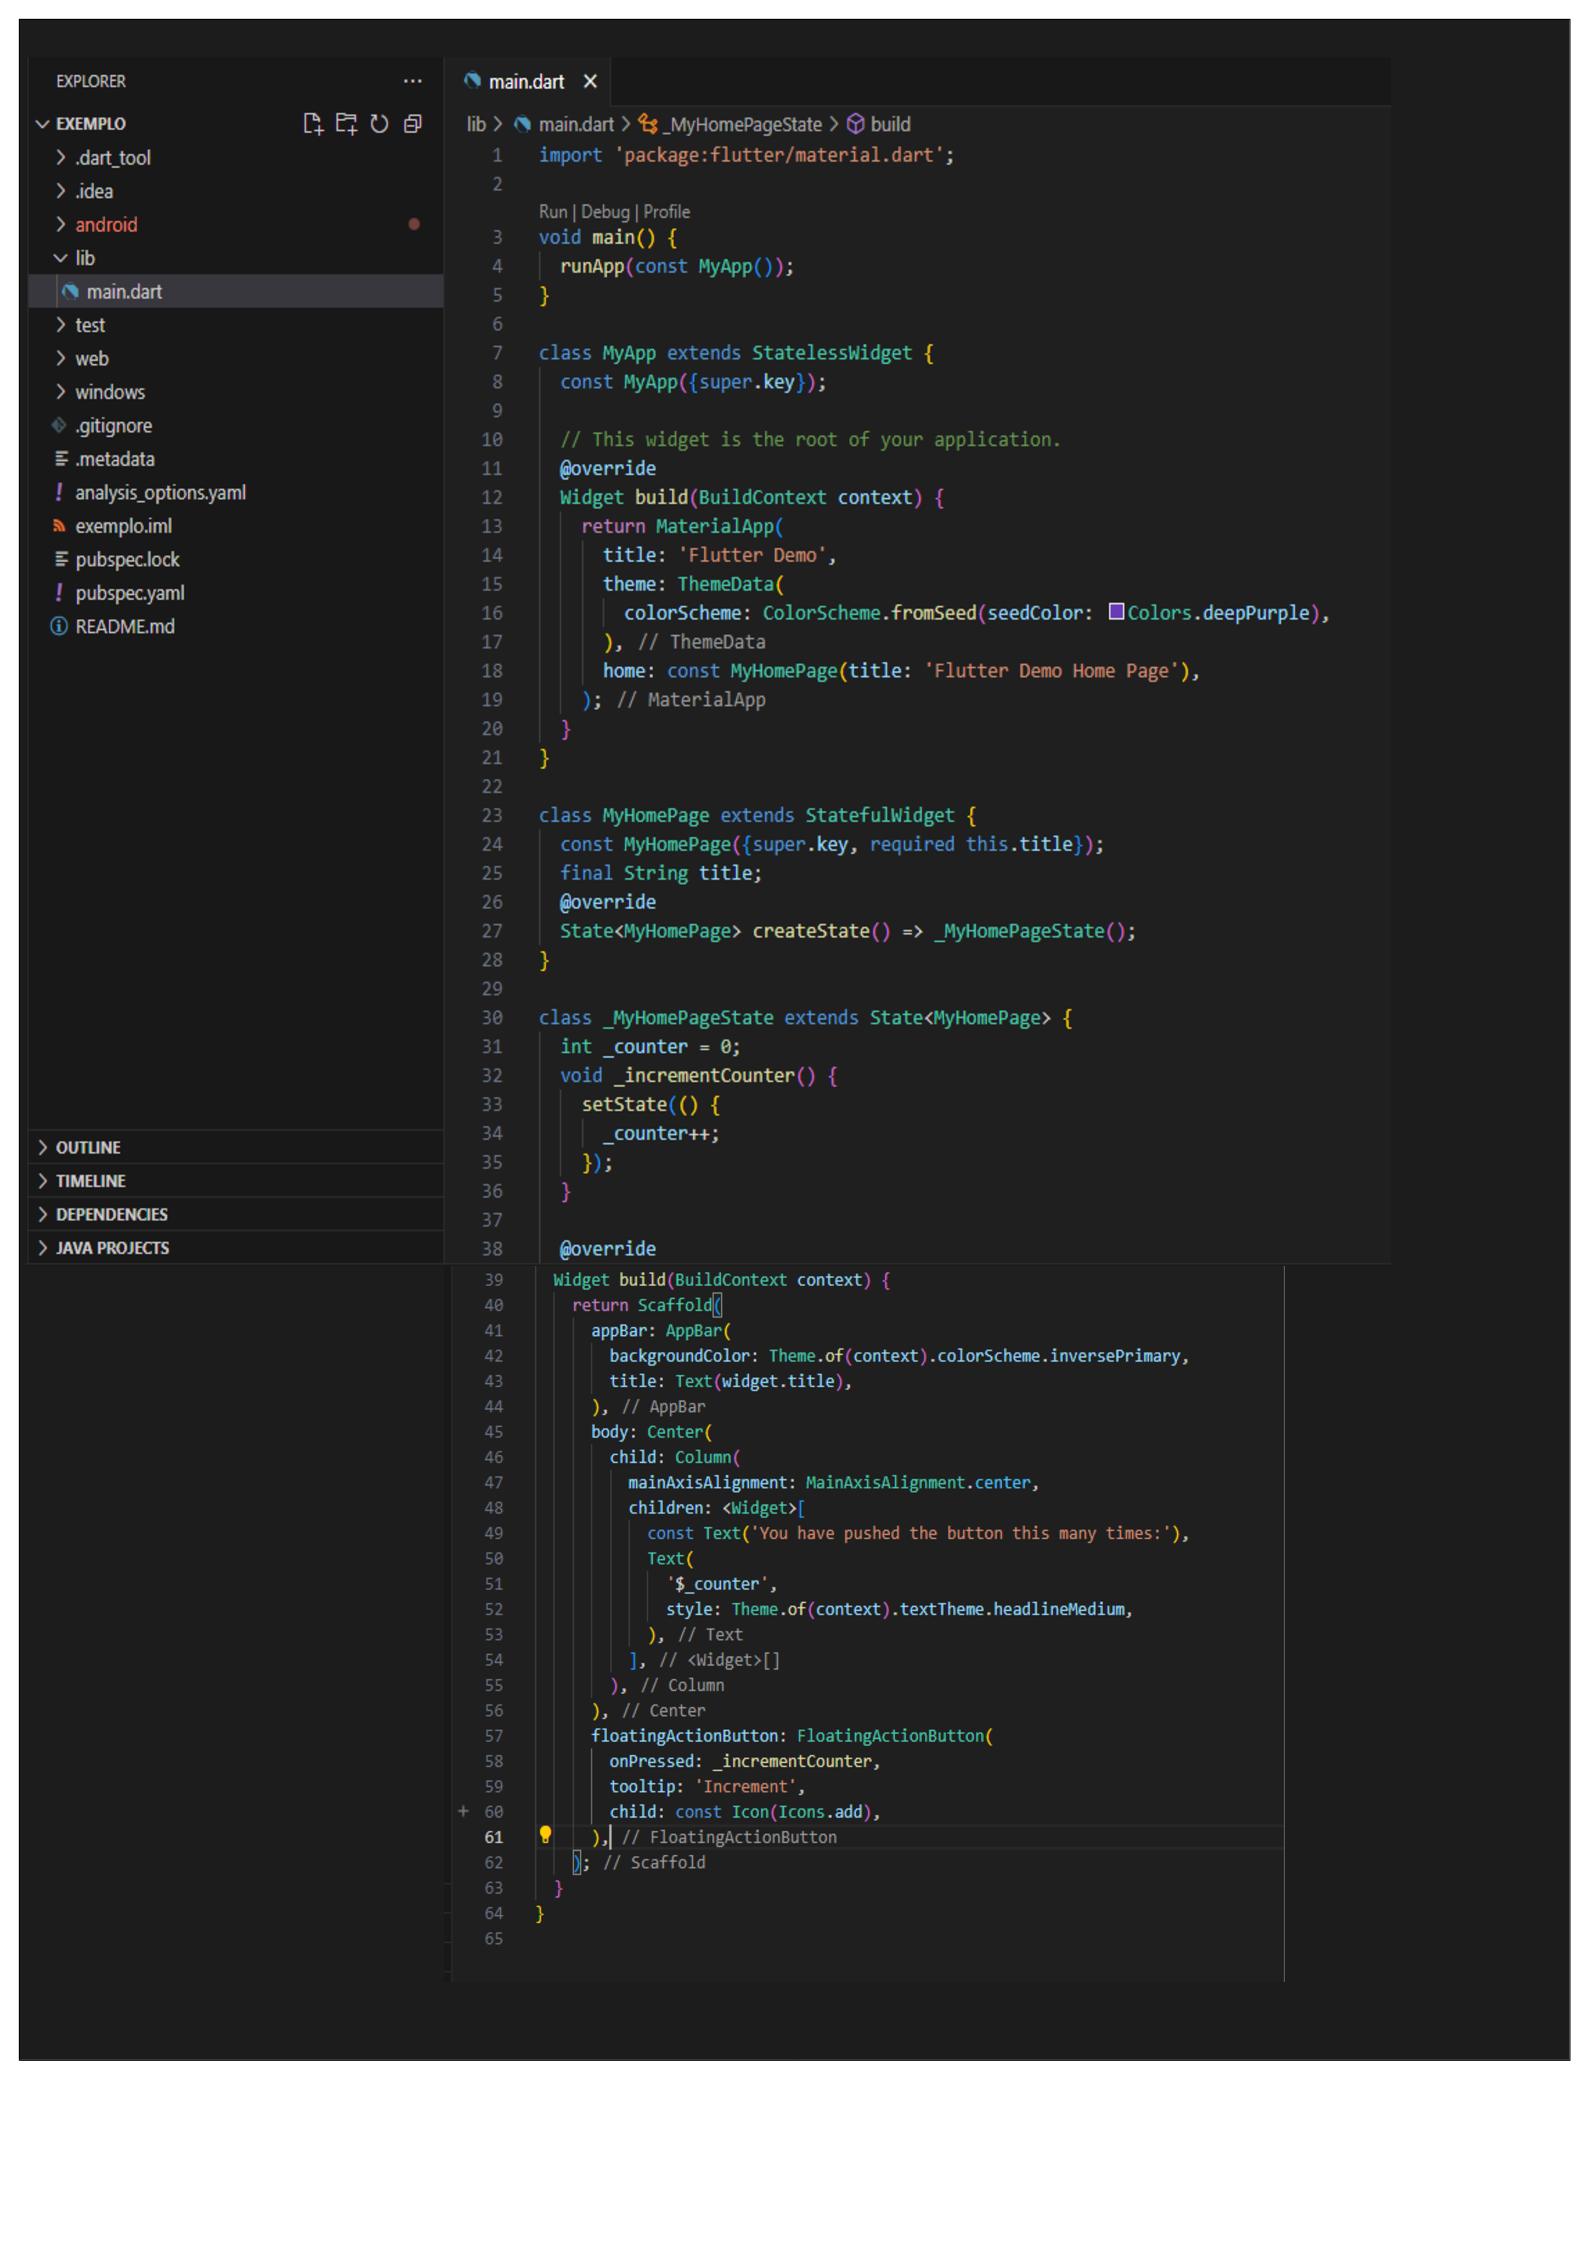 EXPLORER
EXEMPLO
.dart_tool
.idea
android
lib
main.dart
test
web
windows
.gitignore
.metadata
analysis_options.yaml
exemplo.iml
pubspec.lock
pubspec.yaml
README.md
OUTLINE
TIMELINE
DEPENDENCIES
JAVA PROJECTS
main.dart
lib > main.dart > _MyHomePageState > build
1 import 'package:flutter/material.dart';
2
Run | Debug | Profile
3 void main() {
4   runApp(const MyApp());
5 }
6
7 class MyApp extends StatelessWidget {
8   const MyApp({super.key});
9
10   // This widget is the root of your application.
11   @override
12   Widget build(BuildContext context) {
13     return MaterialApp(
14       title: 'Flutter Demo',
15       theme: ThemeData(
16         colorScheme: ColorScheme.fromSeed(seedColor: Colors.deepPurple),
17       ), // ThemeData
18       home: const MyHomePage(title: 'Flutter Demo Home Page'),
19     ); // MaterialApp
20   }
21 }
22
23 class MyHomePage extends StatefulWidget {
24   const MyHomePage({super.key, required this.title});
25   final String title;
26   @override
27   State<MyHomePage> createState() => _MyHomePageState();
28 }
29
30 class _MyHomePageState extends State<MyHomePage> {
31   int _counter = 0;
32   void _incrementCounter() {
33     setState(() {
34       _counter++;
35     });
36   }
37
38   @override
39   Widget build(BuildContext context) {
40     return Scaffold(
41       appBar: AppBar(
42         backgroundColor: Theme.of(context).colorScheme.inversePrimary,
43         title: Text(widget.title),
44       ), // AppBar
45       body: Center(
46         child: Column(
47           mainAxisAlignment: MainAxisAlignment.center,
48           children: <Widget>[
49             const Text('You have pushed the button this many times:'),
50             Text(
51               '$_counter',
52               style: Theme.of(context).textTheme.headlineMedium,
53             ), // Text
54           ], // <Widget>[]
55         ), // Column
56       ), // Center
57       floatingActionButton: FloatingActionButton(
58         onPressed: _incrementCounter,
59         tooltip: 'Increment',
60         child: const Icon(Icons.add),
61       ), // FloatingActionButton
62     ); // Scaffold
63   }
64 }
65